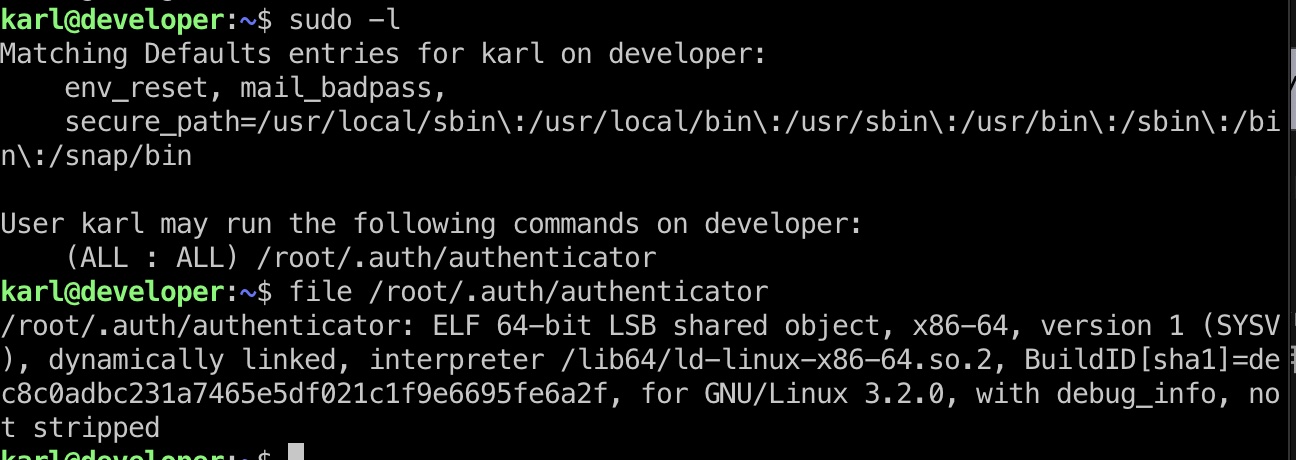 karl@developer:~$ sudo -l
Matching Defaults entries for karl on developer:
    env_reset, mail_badpass,
    secure_path=/usr/local/sbin\:/usr/local/bin\:/usr/sbin\:/usr/bin\:/sbin\:/bi
n\:/snap/bin

User karl may run the following commands on developer:
    (ALL : ALL) /root/.auth/authenticator
karl@developer:~$ file /root/.auth/authenticator
/root/.auth/authenticator: ELF 64-bit LSB shared object, x86-64, version 1 (SYSV
), dynamically linked, interpreter /lib64/ld-linux-x86-64.so.2, BuildID[sha1]=de
c8c0adbc231a7465e5df021c1f9e6695fe6a2f, for GNU/Linux 3.2.0, with debug_info, no
t stripped
karl@developer:~$